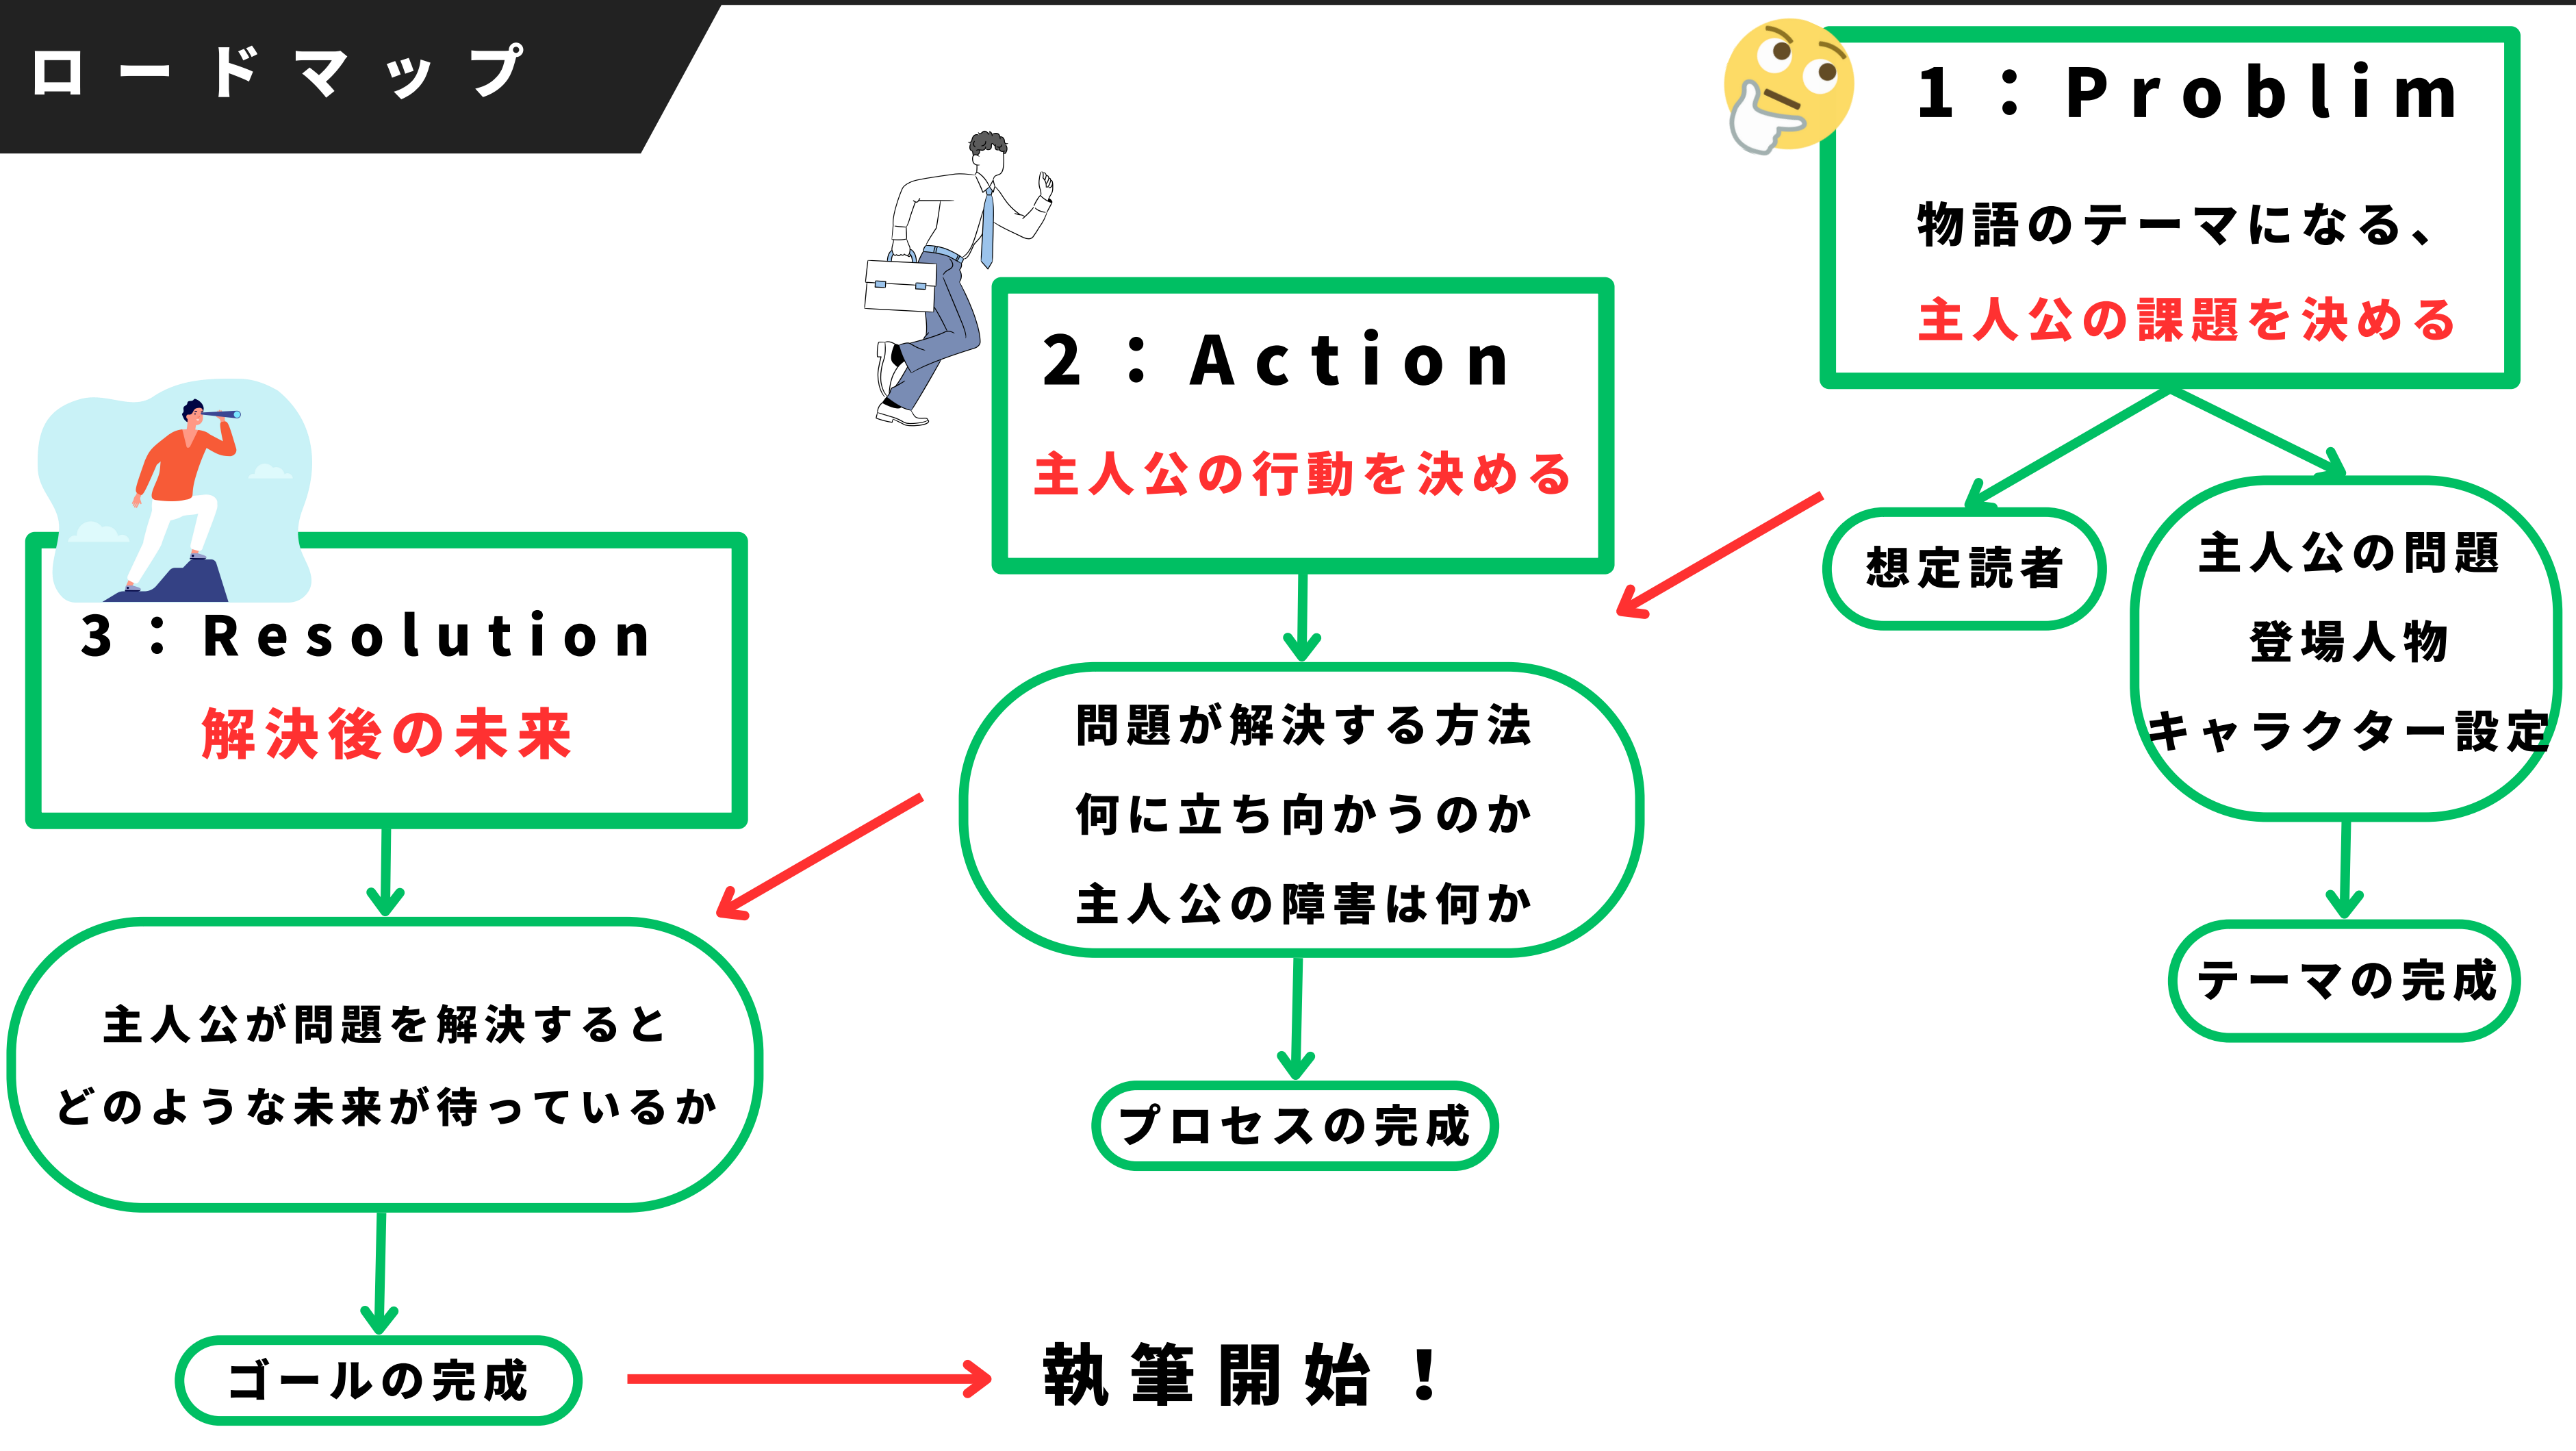 ロードマップ
1：Problim
物語のテーマになる、
主人公の課題を決める
想定読者
主人公の問題
登場人物
キャラクター設定
テーマの完成
2：Action
主人公の行動を決める
問題が解決する方法
何に立ち向かうのか
主人公の障害は何か
プロセスの完成
3：Resolution
解決後の未来
主人公が問題を解決すると
どのような未来が待っているか
ゴールの完成
執筆開始！